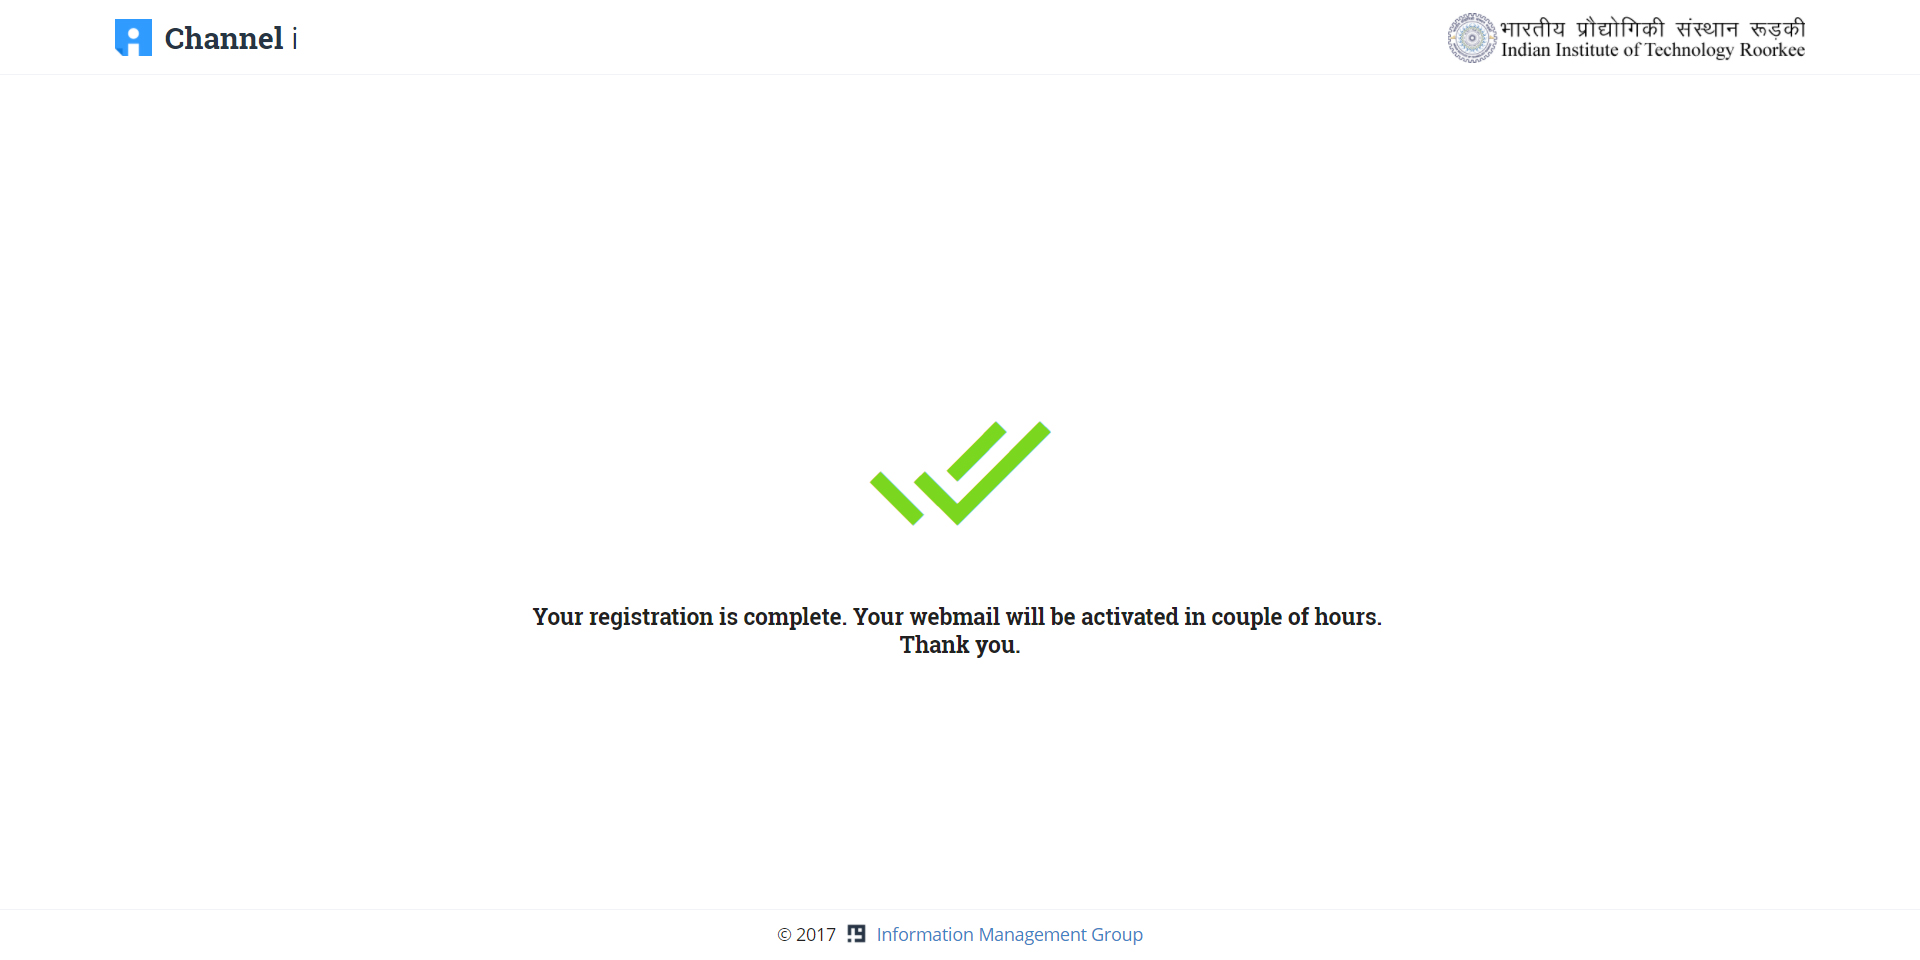 Channel i
भारतीय प्रौद्योगिकी संस्थान रूड़की
Indian Institute of Technology Roorkee
Your registration is complete. Your webmail will be activated in couple of hours.
Thank you.
© 2017 Information Management Group